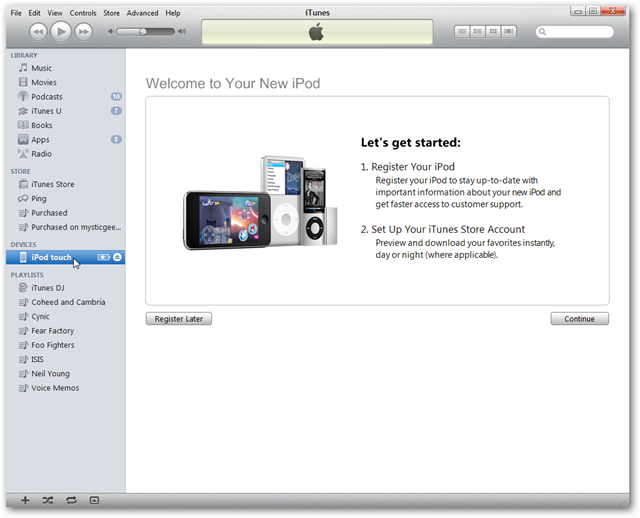 File Edit View Controls Store Advanced Help
iTunes
LIBRARY
Music
Movies
Podcasts 10
iTunes U 7
Books
Apps 8
Radio
STORE
iTunes Store
Ping
Purchased
Purchased on mysticgee...
DEVICES
iPod touch
PLAYLISTS
iTunes DJ
Coheed and Cambria
Cynic
Fear Factory
Foo Fighters
ISIS
Neil Young
Voice Memos
Welcome to Your New iPod
Let's get started:
1. Register Your iPod
Register your iPod to stay up-to-date with
important information about your new iPod and
get faster access to customer support.
2. Set Up Your iTunes Store Account
Preview and download your favorites instantly,
day or night (where applicable).
Register Later
Continue